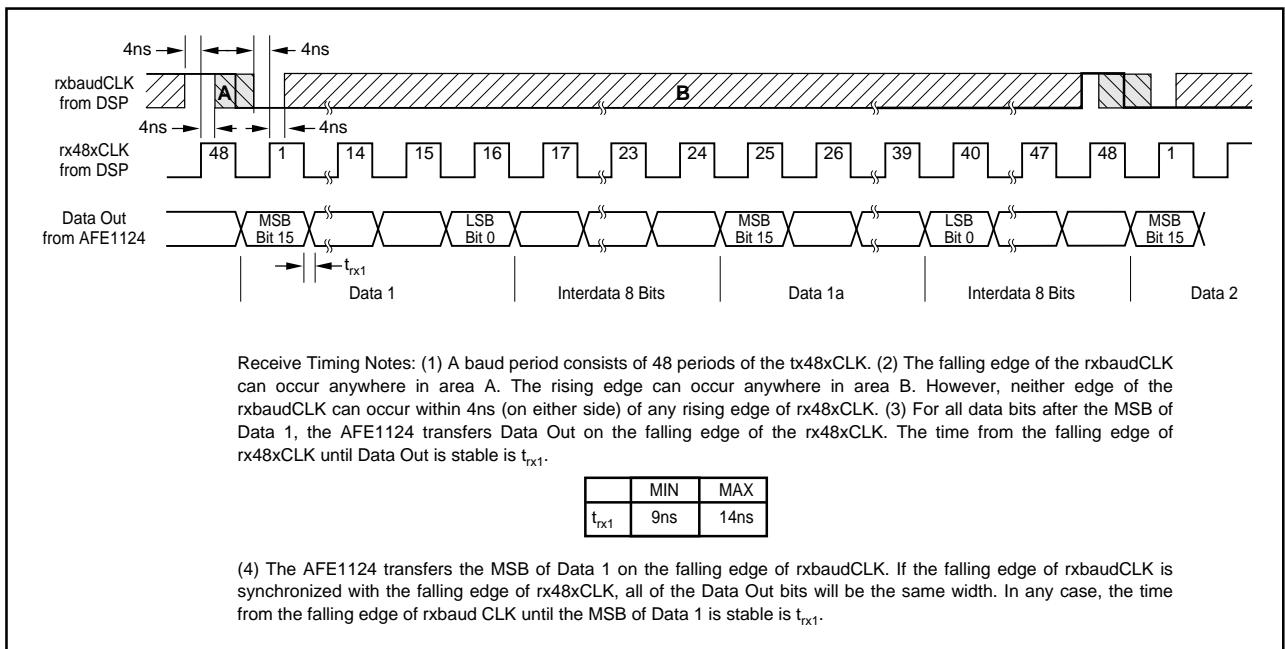 4ns
4ns
rxbaudCLK
from DSP
A
B
4ns
4ns
rx48xCLK
from DSP
48 1 14 15 16 17 23 24 25 26 39 40 47 48 1
Data Out
from AFE1124
MSB
Bit 15
LSB
Bit 0
MSB
Bit 15
LSB
Bit 0
MSB
Bit 15
trx1
Data 1
Interdata 8 Bits
Data 1a
Interdata 8 Bits
Data 2
Receive Timing Notes: (1) A baud period consists of 48 periods of the tx48xCLK. (2) The falling edge of the rxbaudCLK
can occur anywhere in area A. The rising edge can occur anywhere in area B. However, neither edge of the
rxbaudCLK can occur within 4ns (on either side) of any rising edge of rx48xCLK. (3) For all data bits after the MSB of
Data 1, the AFE1124 transfers Data Out on the falling edge of the rx48xCLK. The time from the falling edge of
rx48xCLK until Data Out is stable is trx1.
MIN MAX
trx1 9ns 14ns
(4) The AFE1124 transfers the MSB of Data 1 on the falling edge of rxbaudCLK. If the falling edge of rxbaudCLK is
synchronized with the falling edge of rx48xCLK, all of the Data Out bits will be the same width. In any case, the time
from the falling edge of rxbaud CLK until the MSB of Data 1 is stable is trx1.